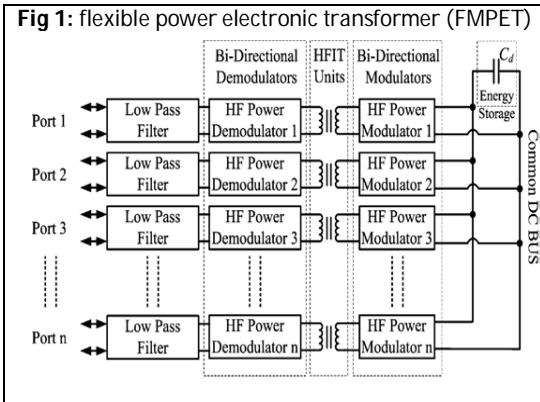 Fig 1: flexible power electronic transformer (FMPET)
Bi-Directional
Demodulators
HFIT
Units
Bi-Directional
Modulators
C_d
Energy
Storage
Common DC BUS
Port 1
Low Pass
Filter
HF Power
Demodulator 1
HF Power
Modulator 1
Port 2
Low Pass
Filter
HF Power
Demodulator 2
HF Power
Modulator 2
Port 3
Low Pass
Filter
HF Power
Demodulator 3
HF Power
Modulator 3
Port n
Low Pass
Filter
HF Power
Demodulator n
HF Power
Modulator n